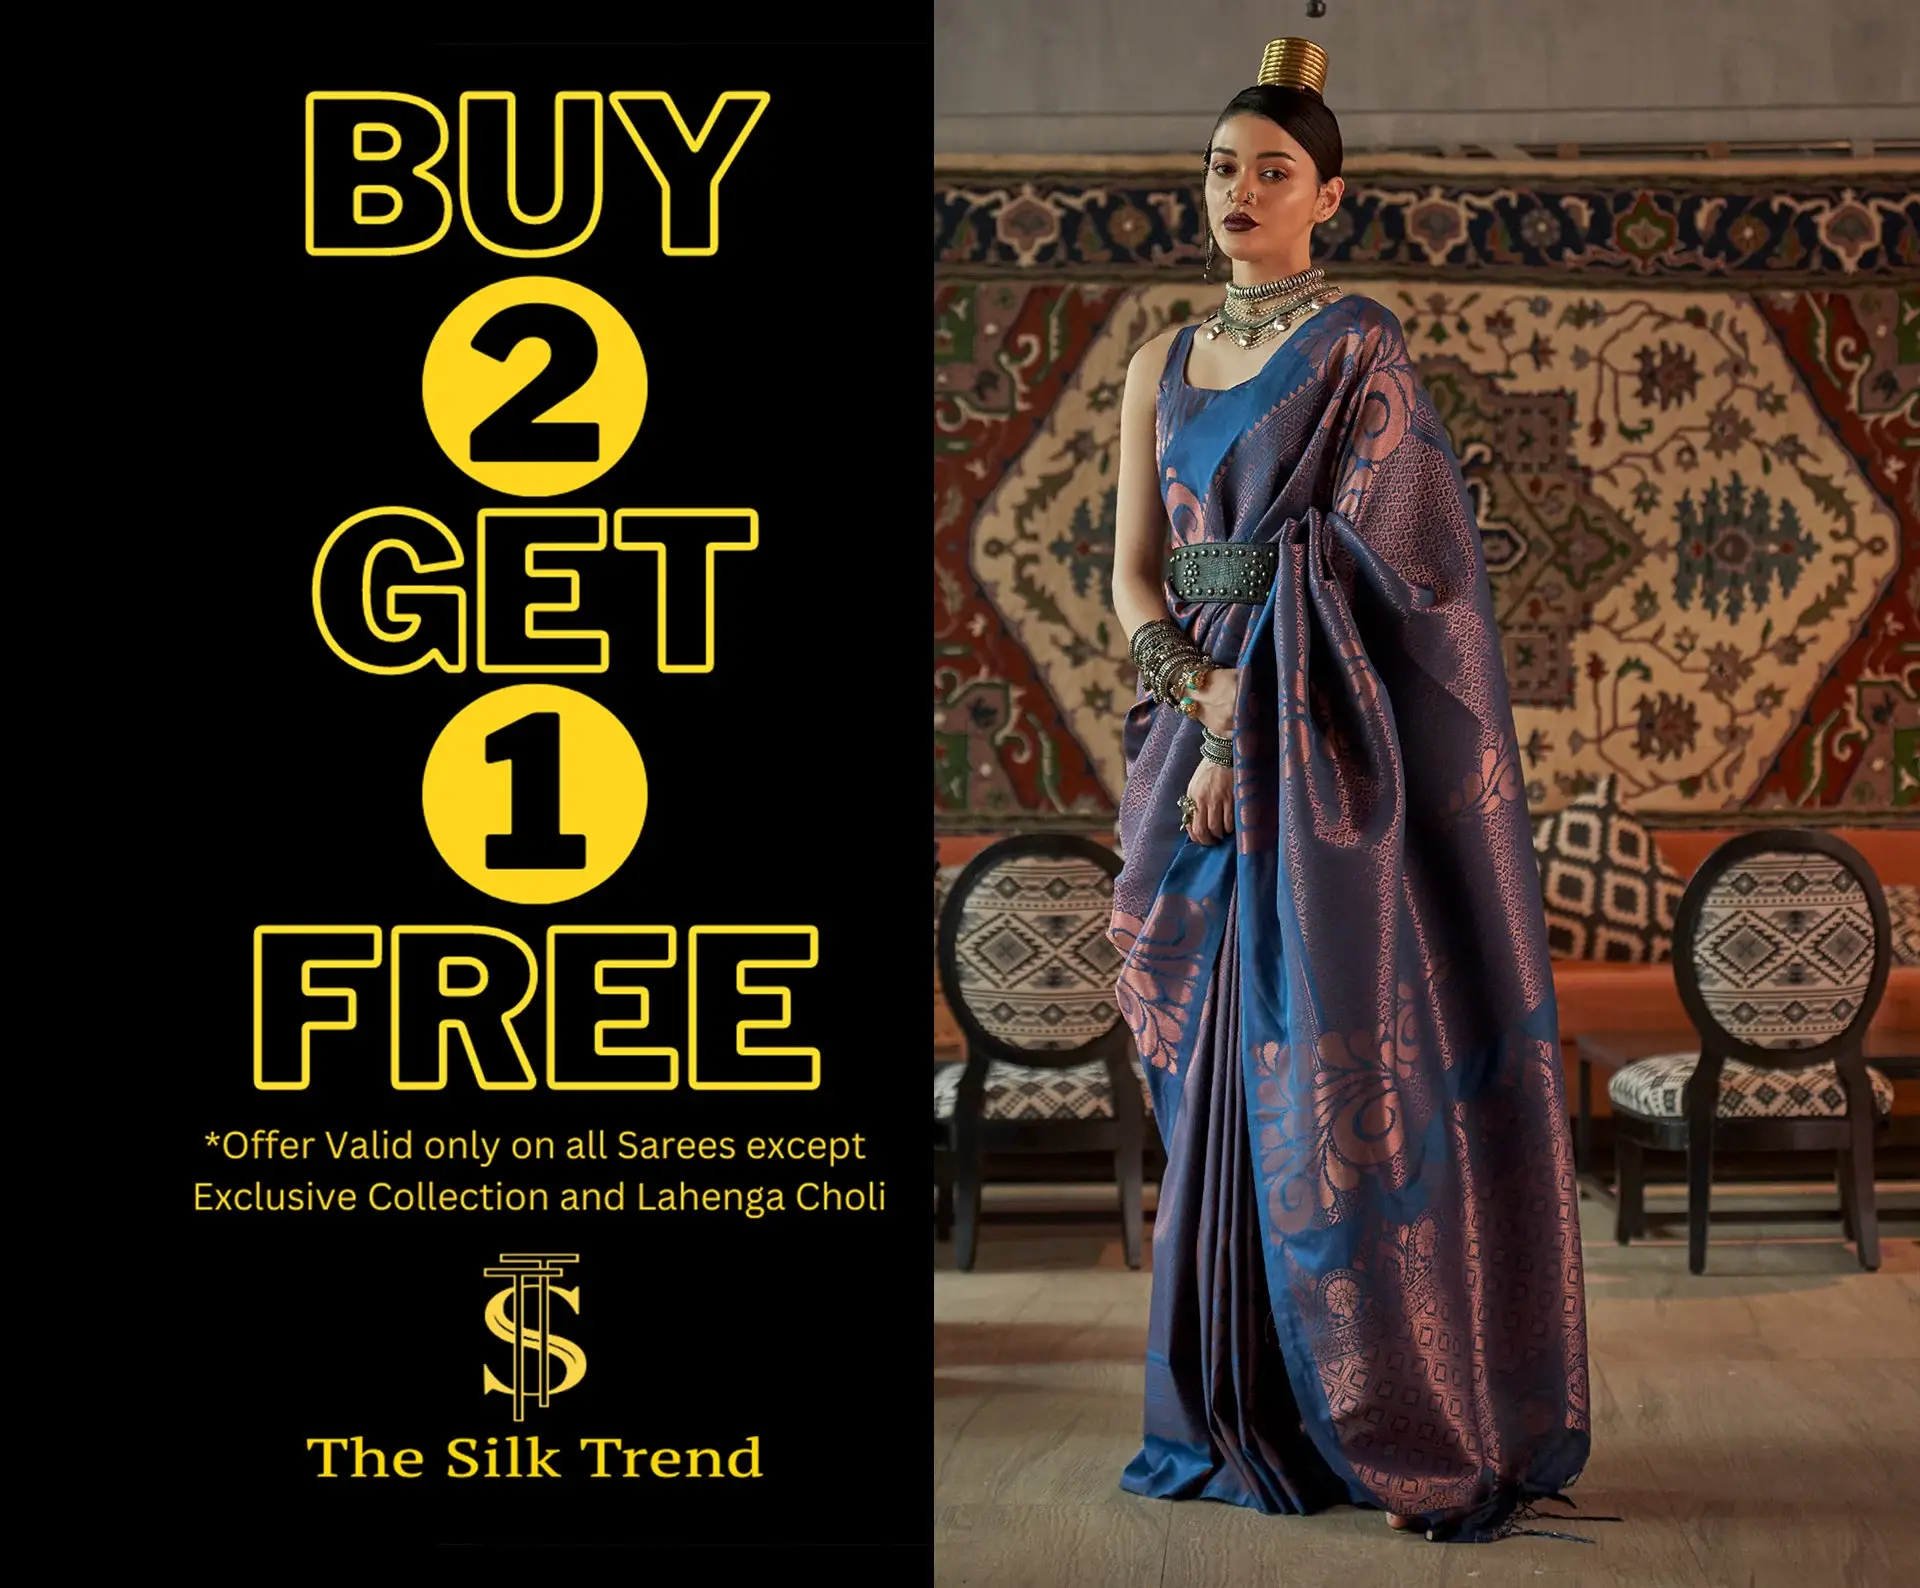 BUY
2
GET
1
FREE
*Offer Valid only on all Sarees except
Exclusive Collection and Lahenga Choli
The Silk Trend